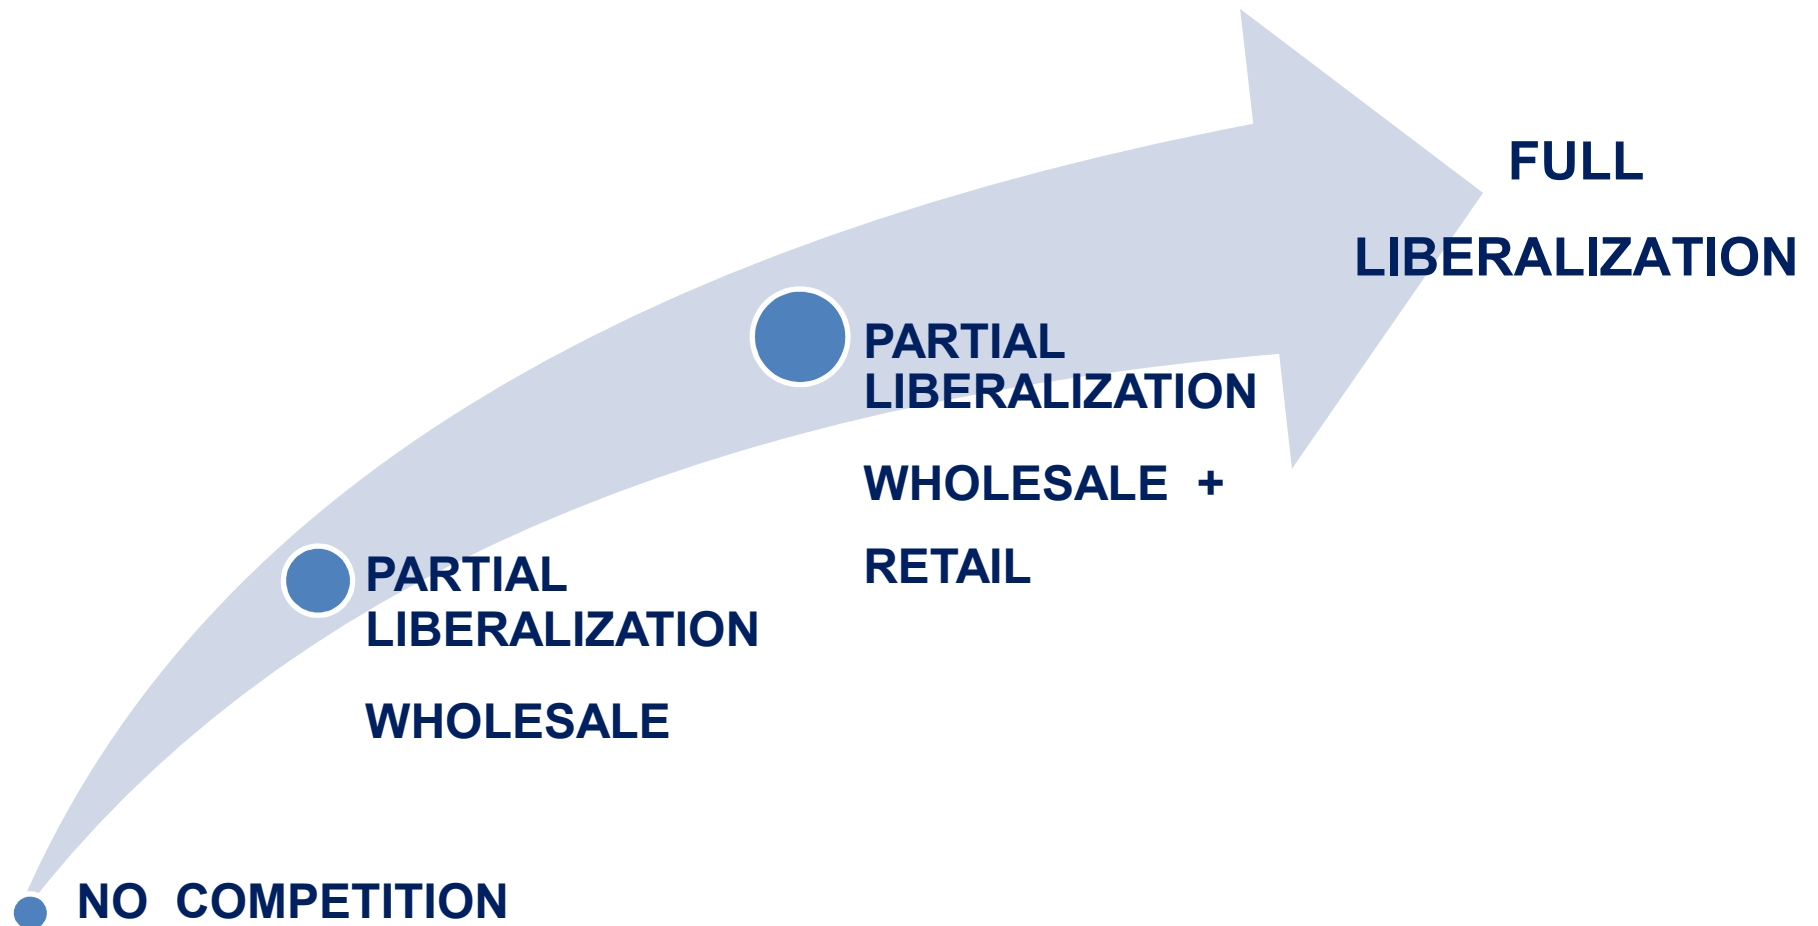 FULL
LIBERALIZATION
PARTIAL
LIBERALIZATION
WHOLESALE +
RETAIL
PARTIAL
LIBERALIZATION
WHOLESALE
NO COMPETITION